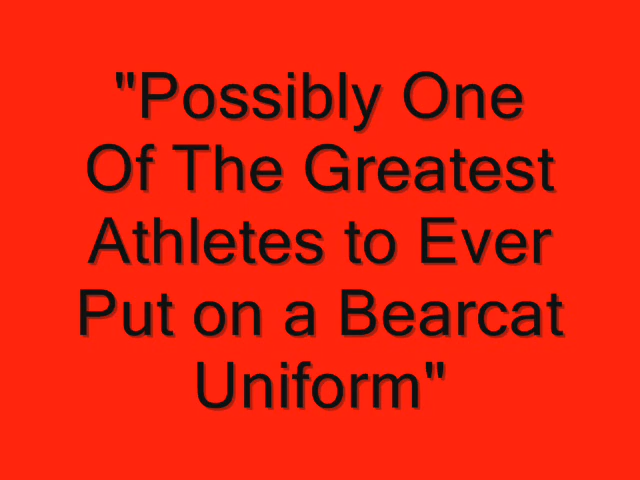 "Possibly One
Of The Greatest
Athletes to Ever
Put on a Bearcat
Uniform"